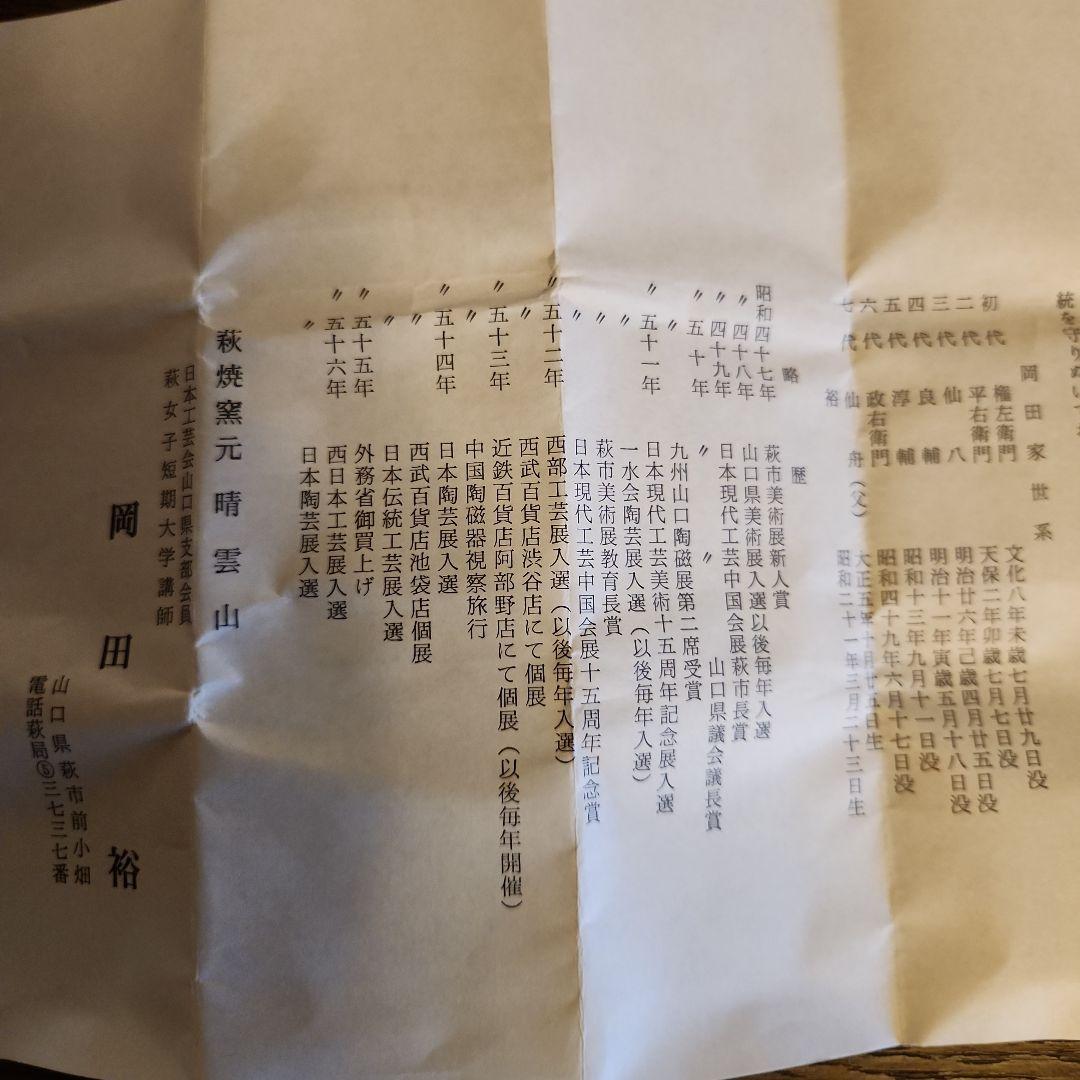 統を守りぬいて
岡田家世系
初代 権左衛門 文化八年未歳七月廿九日没
二代 平右衛門 天保二年卯歳七月七日没
三代 仙八 明治廿六年己歳四月廿五日没
四代 良輔 明治十一年寅歳五月十八日没
五代 淳輔 昭和十三年九月十一日没
六代 政右衛門 昭和四十九年六月十七日没
七代 仙舟(父) 大正五年十月廿五日生
裕 昭和二十一年三月二十三日生
略歴
昭和四十七年 萩市美術展新人賞
〃四十八年 山口県美術展入選以後毎年入選
〃四十九年 日本現代工芸中国会展萩市長賞
〃五十年 〃 〃 山口県議会議長賞
九州山口陶磁展第二席受賞
〃五十一年 日本現代工芸美術十五周年記念展入選
〃 一水会陶芸展入選(以後毎年入選)
〃 萩市美術展教育長賞
〃 日本現代工芸中国会展十五周年記念賞
〃五十二年 西部工芸展入選(以後毎年入選)
西武百貨店渋谷店にて個展
〃五十三年 近鉄百貨店阿部野店にて個展(以後毎年開催)
〃 中国陶磁器視察旅行
〃五十四年 日本陶芸展入選
〃 西武百貨店池袋店個展
〃 日本伝統工芸展入選
〃五十五年 外務省御買上げ
〃五十六年 西日本工芸展入選
〃 日本陶芸展入選
萩焼窯元 晴雲山
日本工芸会山口県支部会員
萩女子短期大学講師
岡田裕
山口県萩市前小畑
電話萩局⑤三七三七番